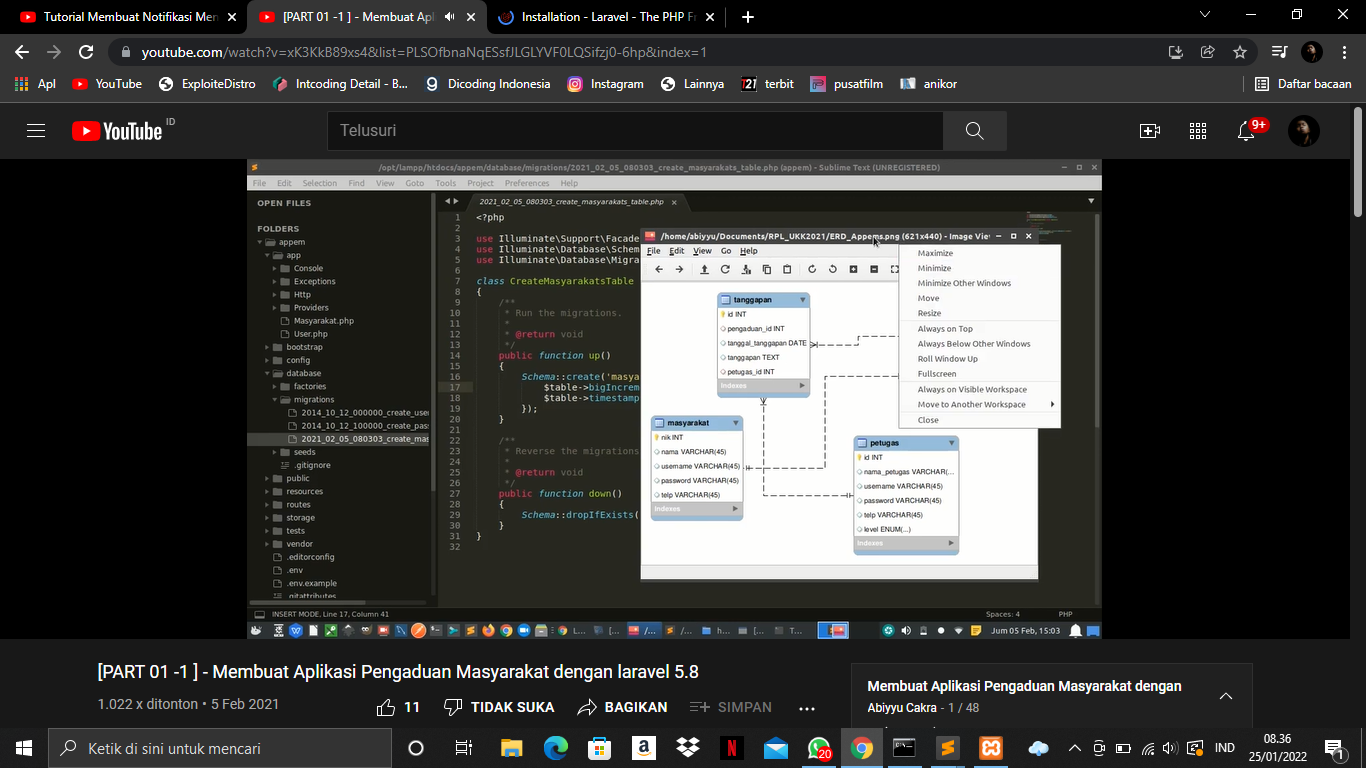 Tutorial Membuat Notifikasi Men
[PART 01 -1 ] - Membuat Apl
Installation - Laravel - The PHP Fr
youtube.com/watch?v=xK3KkB89xs4&list=PLSOfbnaNqESsfJLGLYVF0LQSifzj0-6hp&index=1
Apl
YouTube
ExploiteDistro
Intcoding Detail - B...
Dicoding Indonesia
Instagram
Lainnya
terbit
pusatfilm
anikor
Daftar bacaan
YouTube ID
Telusuri
9+
/opt/lampp/htdocs/appem/database/migrations/2021_02_05_080303_create_masyarakats_table.php (appem) - Sublime Text (UNREGISTERED)
File Edit Selection Find View Goto Tools Project Preferences Help
OPEN FILES
FOLDERS
appem
app
Console
Exceptions
Http
Providers
Masyarakat.php
User.php
bootstrap
config
database
factories
migrations
2014_10_12_000000_create_user
2014_10_12_100000_create_pas
2021_02_05_080303_create_mas
seeds
.gitignore
public
resources
routes
storage
tests
vendor
.editorconfig
.env
.env.example
.gitattributes
2021_02_05_080303_create_masyarakats_table.php
1 <?php
2
3 use Illuminate\Support\Facade
4 use Illuminate\Database\Schem
5 use Illuminate\Database\Migra
6
7 class CreateMasyarakatsTable
8 {
9 /**
10 * Run the migrations.
11 *
12 * @return void
13 */
14 public function up()
15 {
16 Schema::create('masya
17 $table->bigIncrem
18 $table->timestamp
19 });
20 }
21
22 /**
23 * Reverse the migrations
24 *
25 * @return void
26 */
27 public function down()
28 {
29 Schema::dropIfExists(
30 }
31 }
32
/home/abiyyu/Documents/RPL_UKK2021/ERD_Appems.png (621x440) - Image View
File Edit View Go Help
tanggapan
id INT
pengaduan_id INT
tanggal_tanggapan DATE
tanggapan TEXT
petugas_id INT
Indexes
masyarakat
nik INT
nama VARCHAR(45)
username VARCHAR(45)
password VARCHAR(45)
telp VARCHAR(45)
Indexes
petugas
id INT
nama_petugas VARCHAR(...
username VARCHAR(45)
password VARCHAR(45)
telp VARCHAR(45)
level ENUM(...)
Indexes
Maximize
Minimize
Minimize Other Windows
Move
Resize
Always on Top
Always Below Other Windows
Roll Window Up
Fullscreen
Always on Visible Workspace
Move to Another Workspace
Close
INSERT MODE, Line 17, Column 41
Spaces: 4
PHP
L...
[...
/...
/...
h...
[...
T...
Jum 05 Feb, 15:03
[PART 01 -1 ] - Membuat Aplikasi Pengaduan Masyarakat dengan laravel 5.8
1.022 x ditonton • 5 Feb 2021
11
TIDAK SUKA
BAGIKAN
SIMPAN
Membuat Aplikasi Pengaduan Masyarakat dengan
Abiyyu Cakra - 1 / 48
Ketik di sini untuk mencari
20
IND
08.36
25/01/2022
1